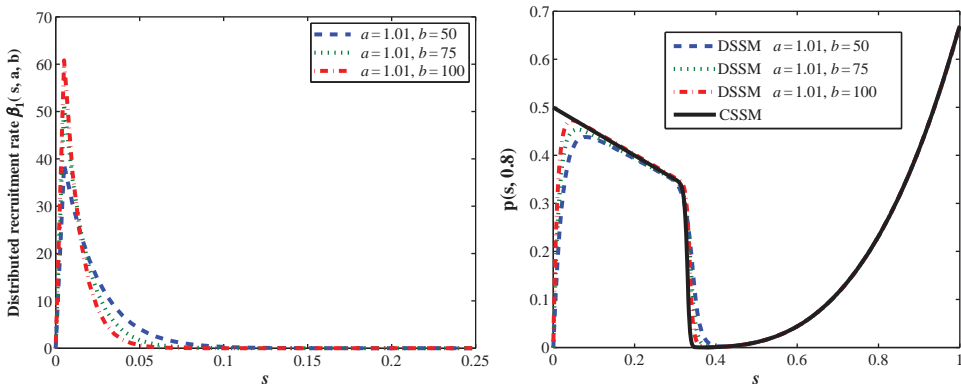 70
60
50
40
30
20
10
0
0 0.05 0.1 0.15 0.2 0.25
s
Distributed recruitment rate β₁( s, a, b)
a = 1.01, b = 50
a = 1.01, b = 75
a = 1.01, b = 100
0.7
0.6
0.5
0.4
0.3
0.2
0.1
0
0 0.2 0.4 0.6 0.8 1
s
p(s, 0.8)
DSSM a = 1.01, b = 50
DSSM a = 1.01, b = 75
DSSM a = 1.01, b = 100
CSSM